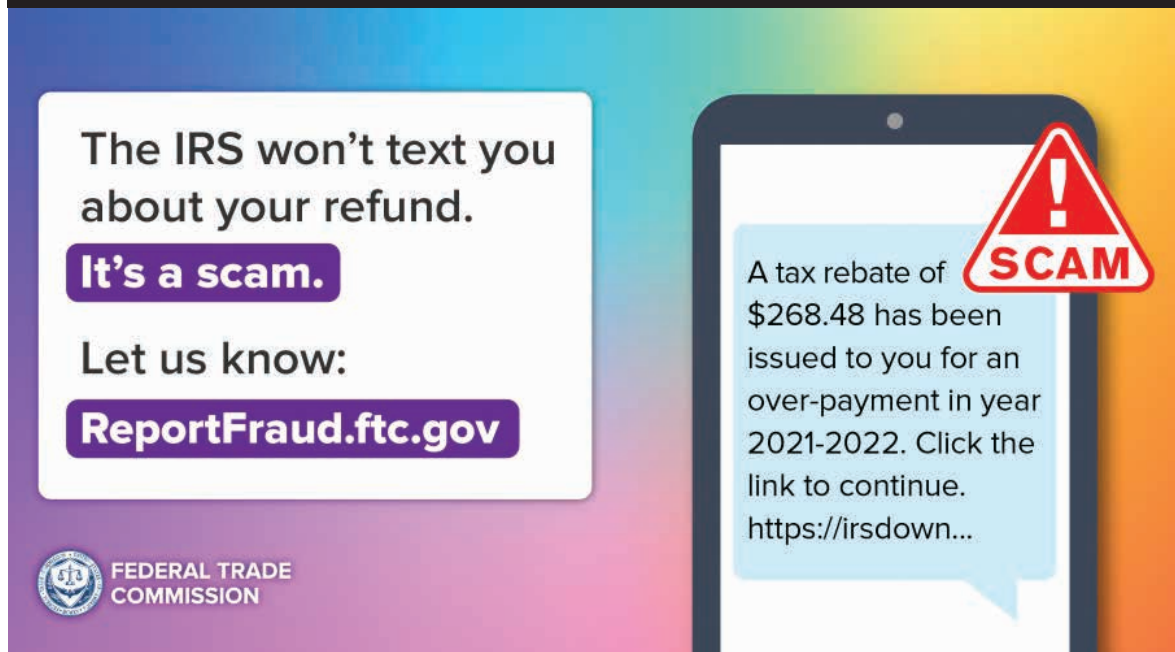 The IRS won’t text you
about your refund.
It’s a scam.
Let us know:
ReportFraud.ftc.gov
FEDERAL TRADE
COMMISSION
SCAM
A tax rebate of
$268.48 has been
issued to you for an
over-payment in year
2021-2022. Click the
link to continue.
https://irsdown...